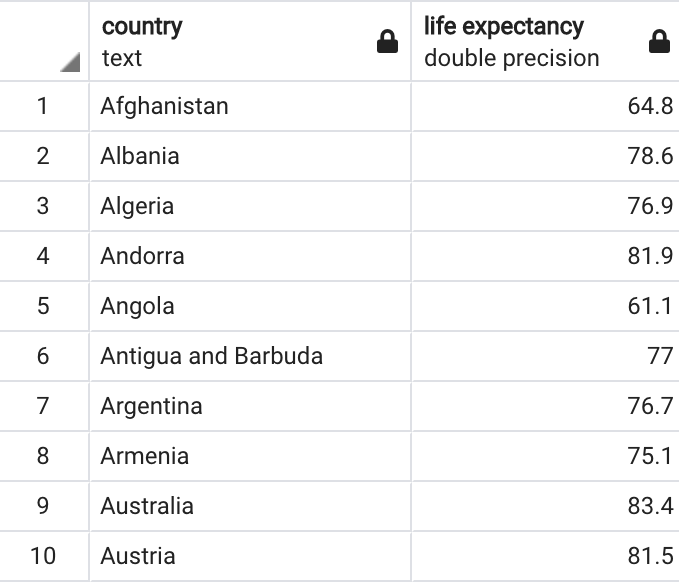 country life expectancy
text double precision
1 Afghanistan 64.8
2 Albania 78.6
3 Algeria 76.9
4 Andorra 81.9
5 Angola 61.1
6 Antigua and Barbuda 77
7 Argentina 76.7
8 Armenia 75.1
9 Australia 83.4
10 Austria 81.5